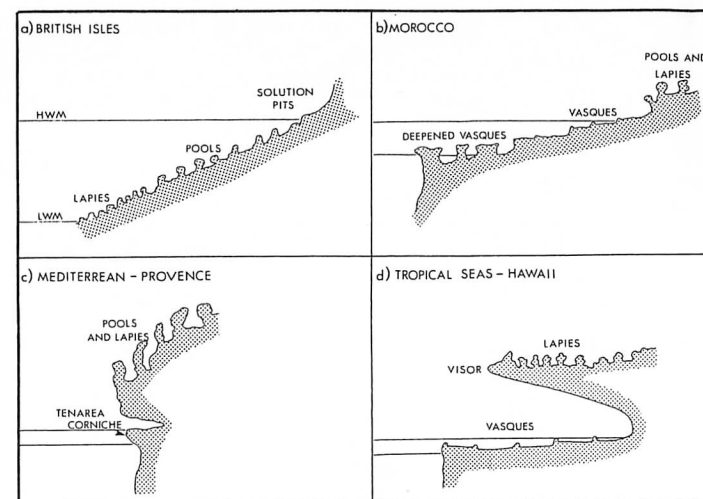 a) BRITISH ISLES
SOLUTION
PITS
HWM
POOLS
LAPIES
LWM
b) MOROCCO
POOLS AND
LAPIES
VASQUES
DEEPENED VASQUES
c) MEDITERREAN - PROVENCE
POOLS
AND LAPIES
TENAREA
CORNICHE
d) TROPICAL SEAS - HAWAII
LAPIES
VISOR
VASQUES